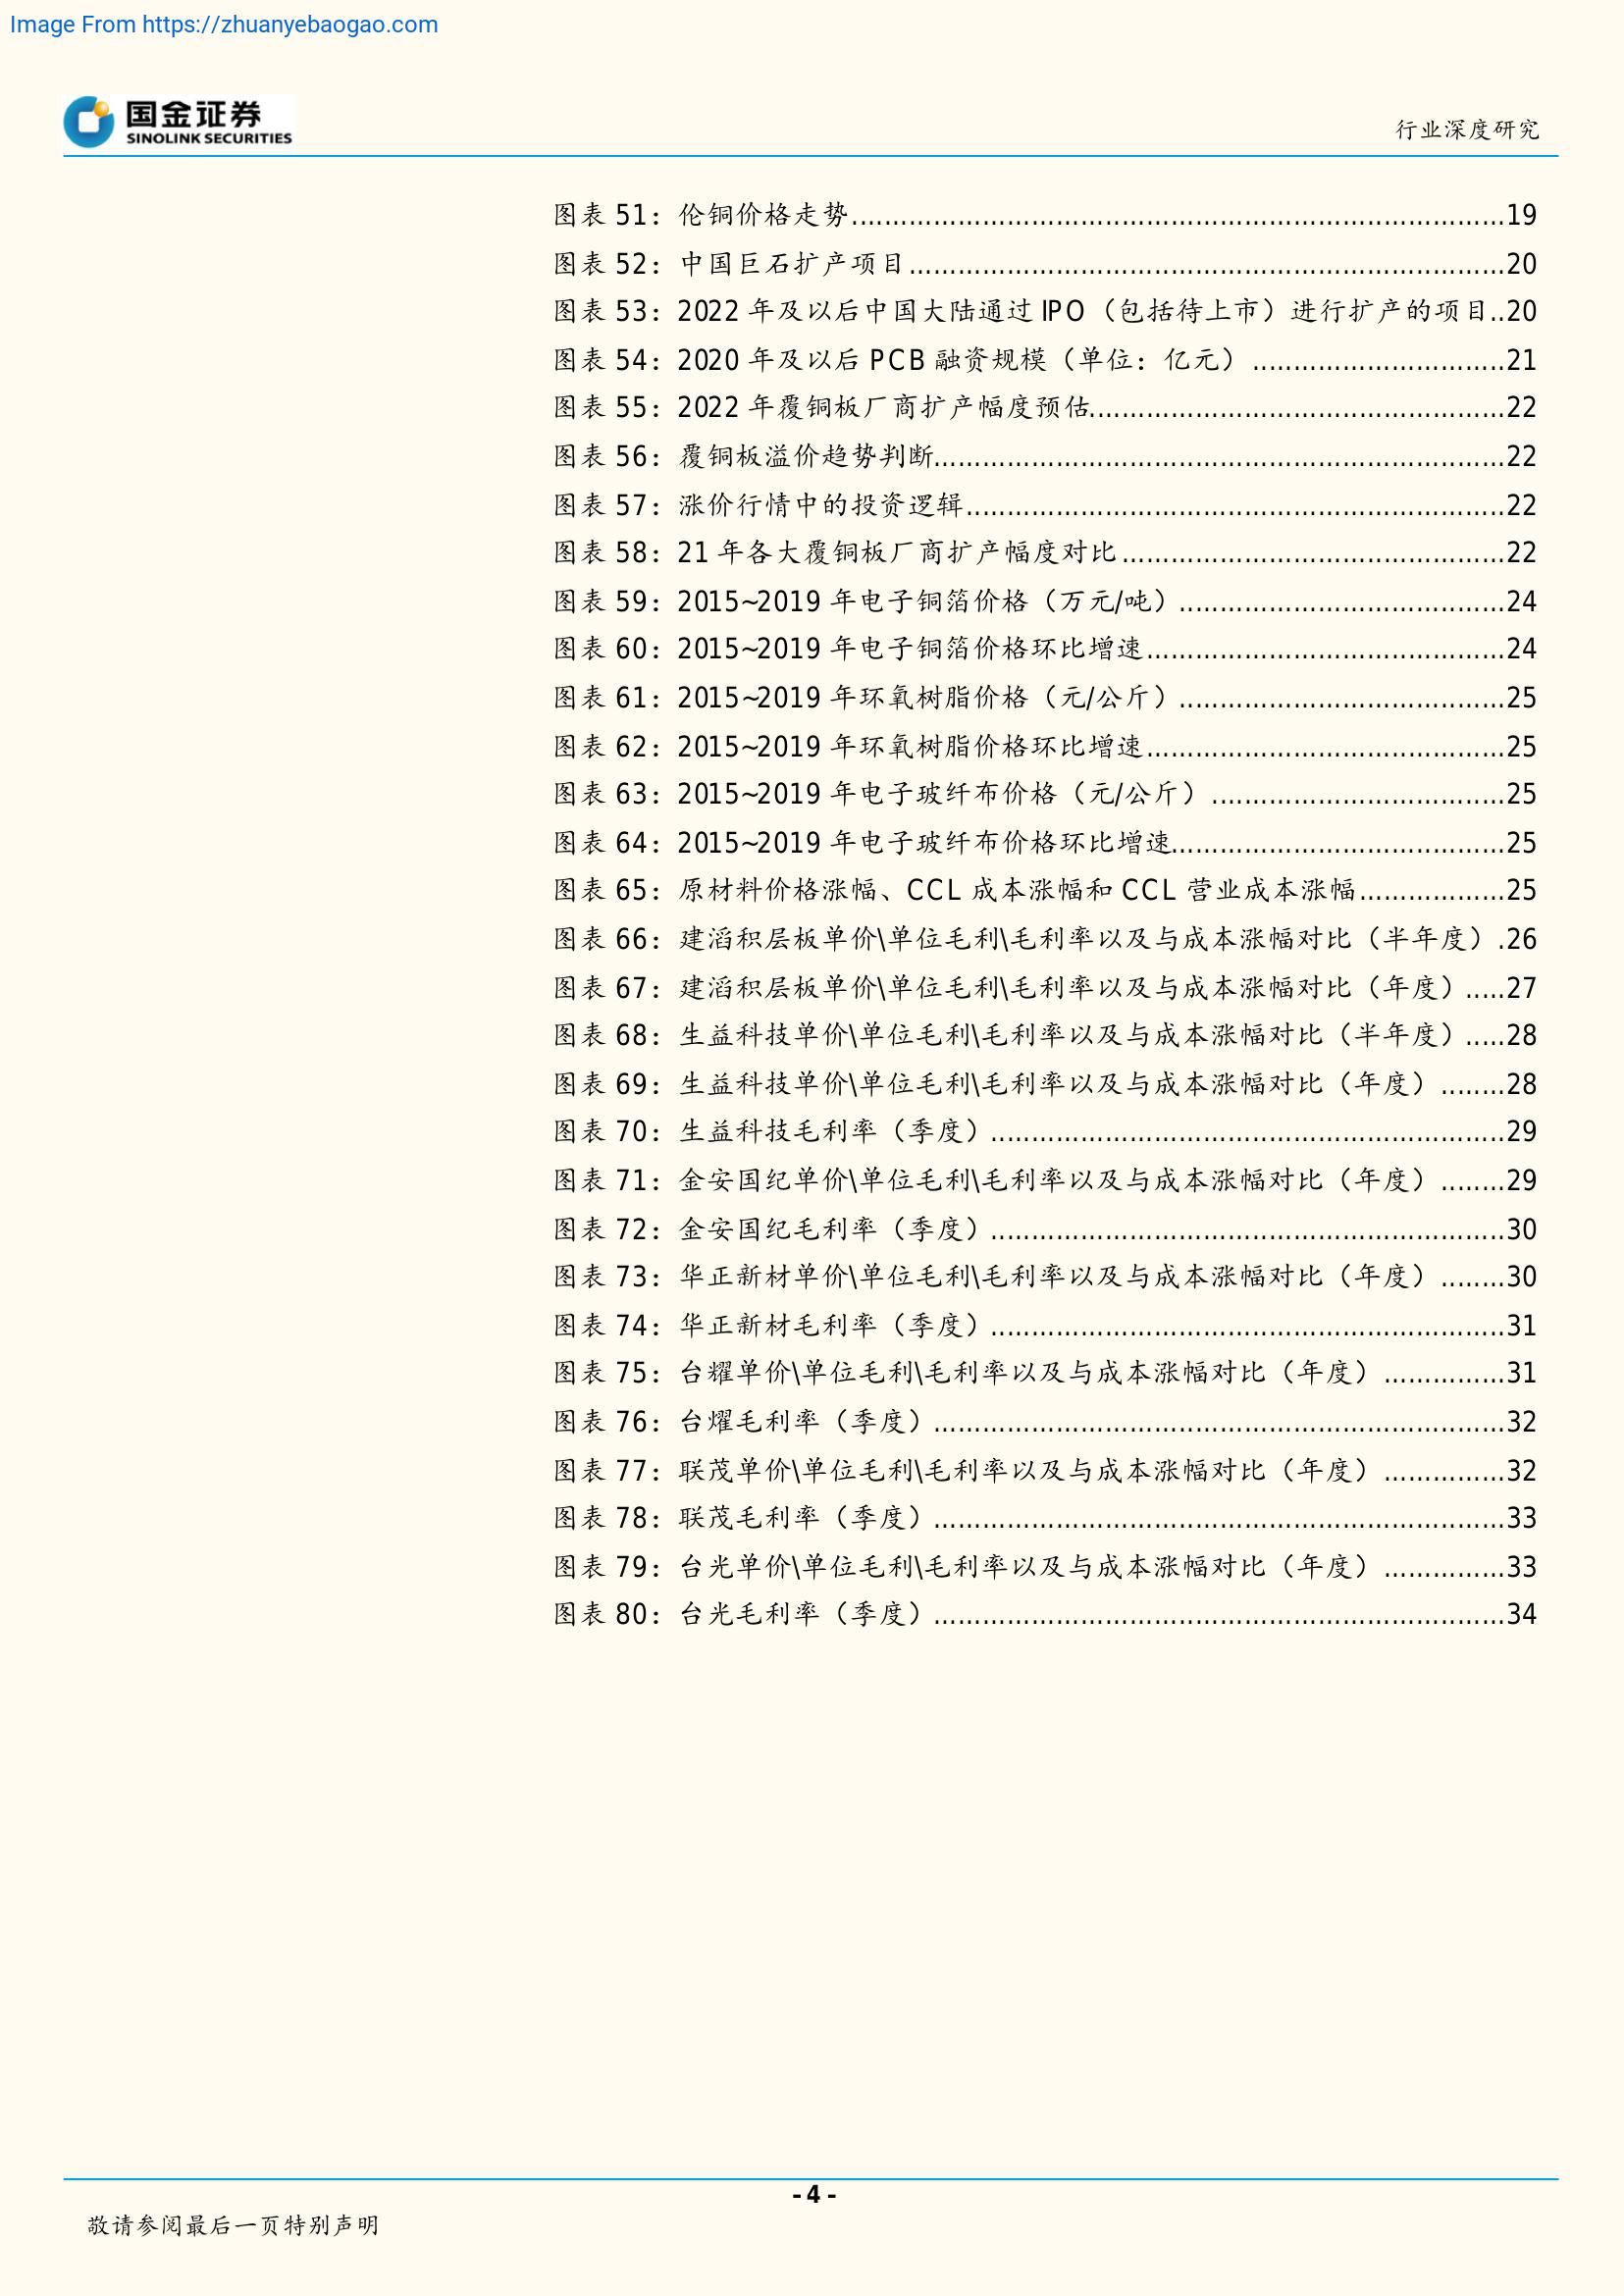 Image From https://zhuanyebaogao.com
国金证券
SINOLINK SECURITIES
行业深度研究
图表 51：伦铜价格走势................................................................................19
图表 52：中国巨石扩产项目.........................................................................20
图表 53：2022 年及以后中国大陆通过 IPO（包括待上市）进行扩产的项目..20
图表 54：2020 年及以后 PCB 融资规模（单位：亿元）...............................21
图表 55：2022 年覆铜板厂商扩产幅度预估..................................................22
图表 56：覆铜板溢价趋势判断......................................................................22
图表 57：涨价行情中的投资逻辑..................................................................22
图表 58：21 年各大覆铜板厂商扩产幅度对比...............................................22
图表 59：2015~2019 年电子铜箔价格（万元/吨）........................................24
图表 60：2015~2019 年电子铜箔价格环比增速............................................24
图表 61：2015~2019 年环氧树脂价格（元/公斤）........................................25
图表 62：2015~2019 年环氧树脂价格环比增速............................................25
图表 63：2015~2019 年电子玻纤布价格（元/公斤）....................................25
图表 64：2015~2019 年电子玻纤布价格环比增速.........................................25
图表 65：原材料价格涨幅、CCL 成本涨幅和 CCL 营业成本涨幅..................25
图表 66：建滔积层板单价\单位毛利\毛利率以及与成本涨幅对比（半年度）.26
图表 67：建滔积层板单价\单位毛利\毛利率以及与成本涨幅对比（年度）.....27
图表 68：生益科技单价\单位毛利\毛利率以及与成本涨幅对比（半年度）.....28
图表 69：生益科技单价\单位毛利\毛利率以及与成本涨幅对比（年度）........28
图表 70：生益科技毛利率（季度）...............................................................29
图表 71：金安国纪单价\单位毛利\毛利率以及与成本涨幅对比（年度）........29
图表 72：金安国纪毛利率（季度）...............................................................30
图表 73：华正新材单价\单位毛利\毛利率以及与成本涨幅对比（年度）........30
图表 74：华正新材毛利率（季度）...............................................................31
图表 75：台耀单价\单位毛利\毛利率以及与成本涨幅对比（年度）...............31
图表 76：台燿毛利率（季度）......................................................................32
图表 77：联茂单价\单位毛利\毛利率以及与成本涨幅对比（年度）...............32
图表 78：联茂毛利率（季度）......................................................................33
图表 79：台光单价\单位毛利\毛利率以及与成本涨幅对比（年度）...............33
图表 80：台光毛利率（季度）......................................................................34
- 4 -
敬请参阅最后一页特别声明